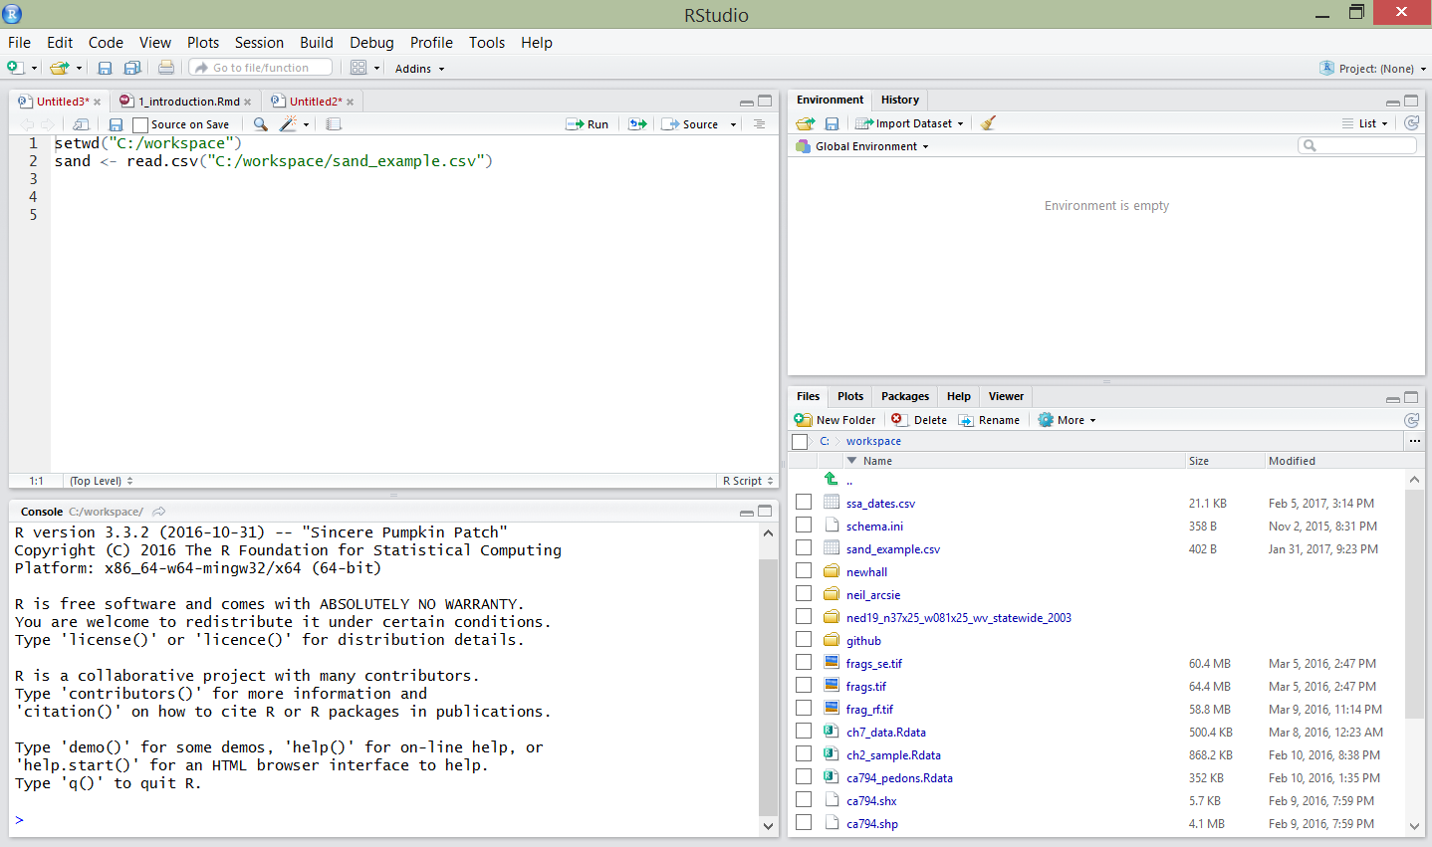 RStudio
File Edit Code View Plots Session Build Debug Profile Tools Help
Go to file/function Addins Project: (None)
Untitled3* 1_introduction.Rmd Untitled2*
Source on Save Run Source
1 setwd("C:/workspace")
2 sand <- read.csv("C:/workspace/sand_example.csv")
3
4
5
1:1 (Top Level) R Script
Console C:/workspace/
R version 3.3.2 (2016-10-31) -- "Sincere Pumpkin Patch"
Copyright (C) 2016 The R Foundation for Statistical Computing
Platform: x86_64-w64-mingw32/x64 (64-bit)
R is free software and comes with ABSOLUTELY NO WARRANTY.
You are welcome to redistribute it under certain conditions.
Type 'license()' or 'licence()' for distribution details.
R is a collaborative project with many contributors.
Type 'contributors()' for more information and
'citation()' on how to cite R or R packages in publications.
Type 'demo()' for some demos, 'help()' for on-line help, or
'help.start()' for an HTML browser interface to help.
Type 'q()' to quit R.
>
Environment History
Import Dataset List
Global Environment
Environment is empty
Files Plots Packages Help Viewer
New Folder Delete Rename More
C: workspace ...
Name Size Modified
..
ssa_dates.csv 21.1 KB Feb 5, 2017, 3:14 PM
schema.ini 358 B Nov 2, 2015, 8:31 PM
sand_example.csv 402 B Jan 31, 2017, 9:23 PM
newhall
neil_arcsie
ned19_n37x25_w081x25_wv_statewide_2003
github
frags_se.tif 60.4 MB Mar 5, 2016, 2:47 PM
frags.tif 64.4 MB Mar 5, 2016, 2:47 PM
frag_rf.tif 58.8 MB Mar 9, 2016, 11:14 PM
ch7_data.Rdata 500.4 KB Mar 8, 2016, 12:23 AM
ch2_sample.Rdata 868.2 KB Feb 10, 2016, 8:38 PM
ca794_pedons.Rdata 352 KB Feb 10, 2016, 1:35 PM
ca794.shx 5.7 KB Feb 9, 2016, 7:59 PM
ca794.shp 4.1 MB Feb 9, 2016, 7:59 PM